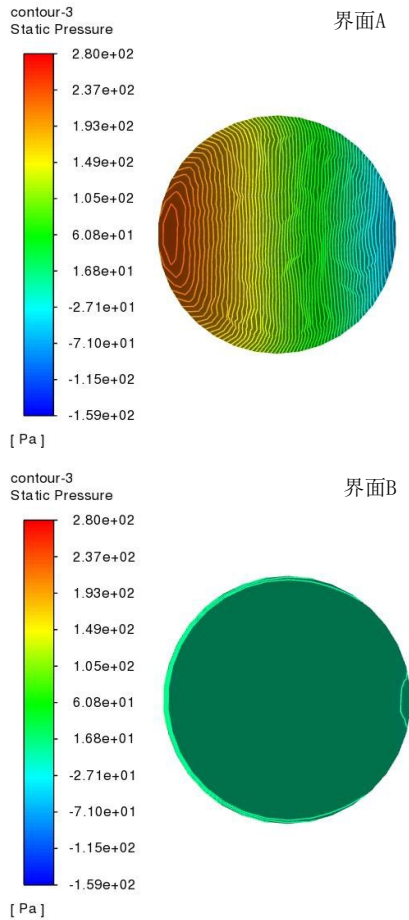 contour-3
Static Pressure
界面A
2.80e+02
2.37e+02
1.93e+02
1.49e+02
1.05e+02
6.08e+01
1.68e+01
-2.71e+01
-7.10e+01
-1.15e+02
-1.59e+02
[ Pa ]
contour-3
Static Pressure
界面B
2.80e+02
2.37e+02
1.93e+02
1.49e+02
1.05e+02
6.08e+01
1.68e+01
-2.71e+01
-7.10e+01
-1.15e+02
-1.59e+02
[ Pa ]